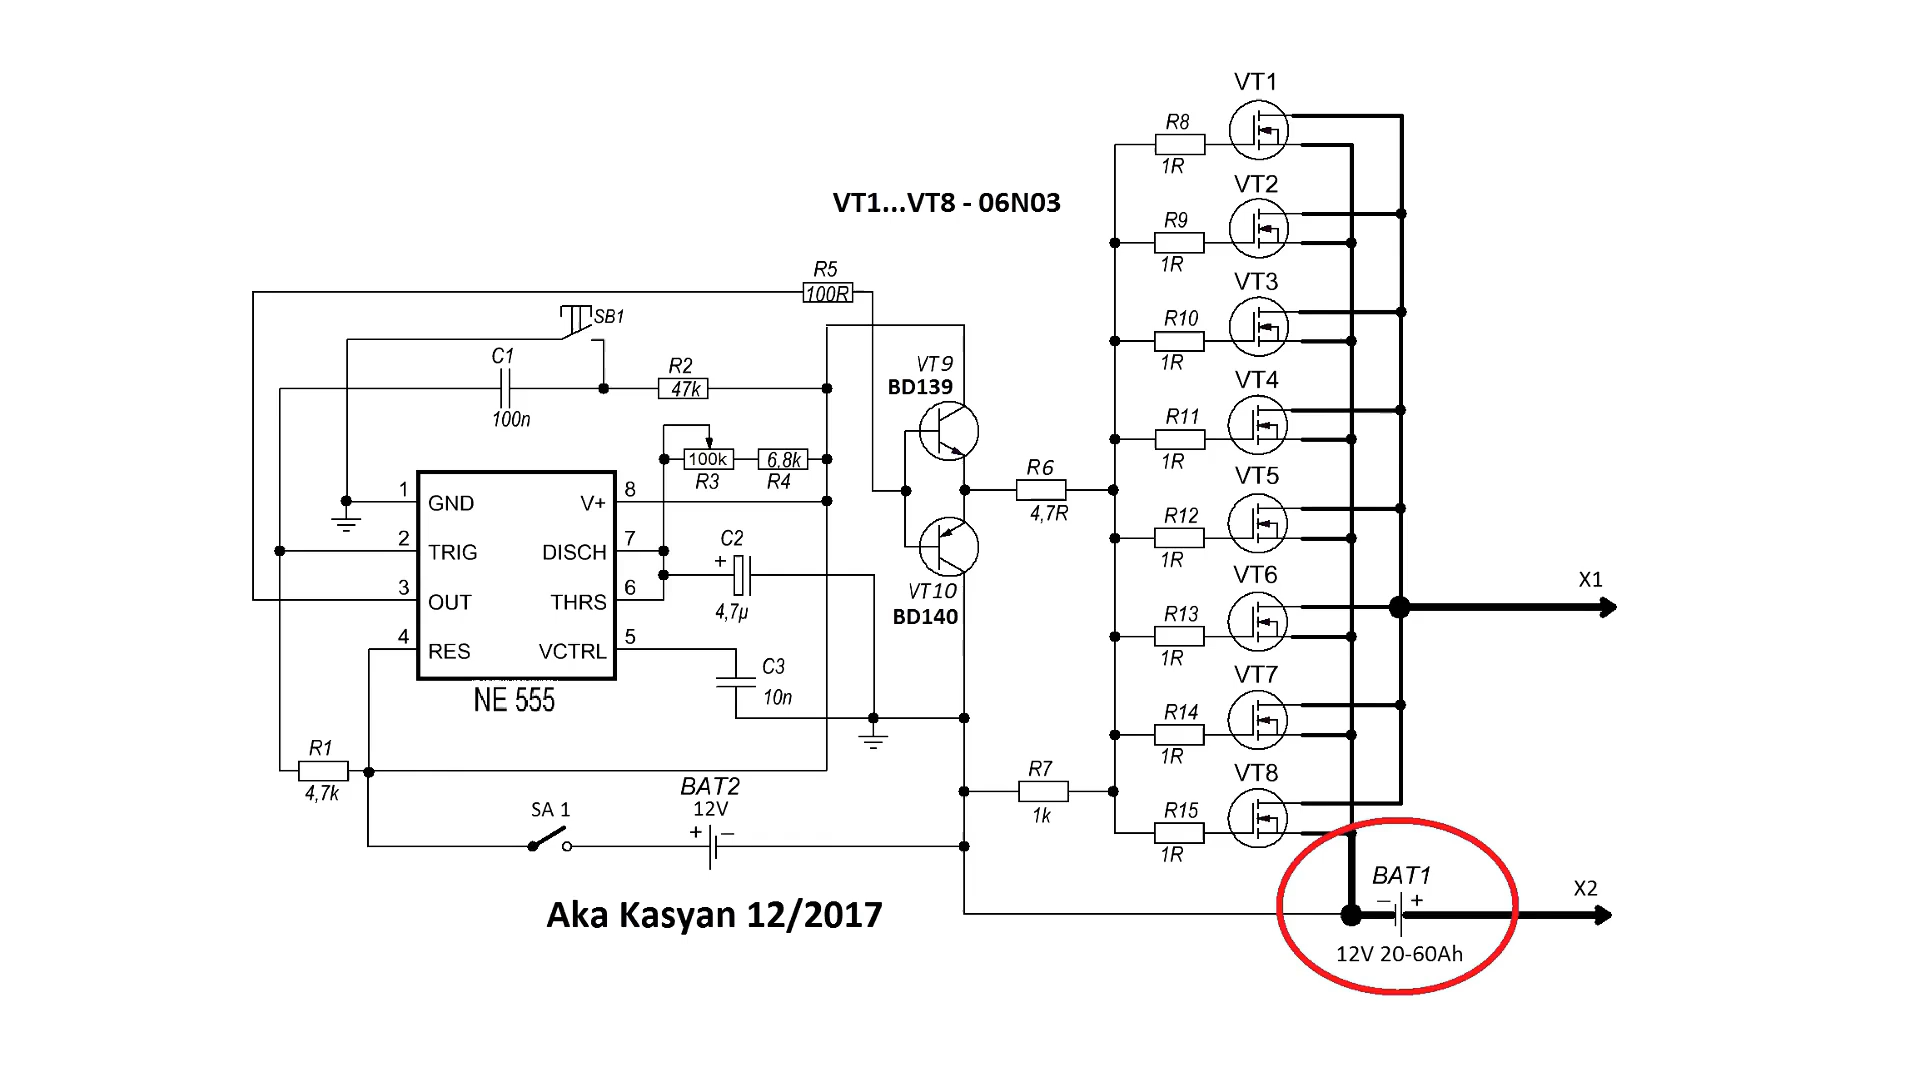 VT1
R8
1R
VT1...VT8 - 06N03
VT2
R9
1R
VT3
R10
1R
R5
100R
SB1
C1
100n
R2
47k
VT9
BD139
VT4
R11
1R
100k
R3
6,8k
R4
R6
4,7R
VT5
R12
1R
1 GND V+ 8
2 TRIG DISCH 7
3 OUT THRS 6
4 RES VCTRL 5
NE 555
C2
+
4,7µ
VT10
BD140
VT6
R13
1R
X1
C3
10n
VT7
R14
1R
R1
4,7k
R7
1k
VT8
R15
1R
SA 1
BAT2
12V
+ −
BAT1
− +
12V 20-60Ah
X2
Aka Kasyan 12/2017